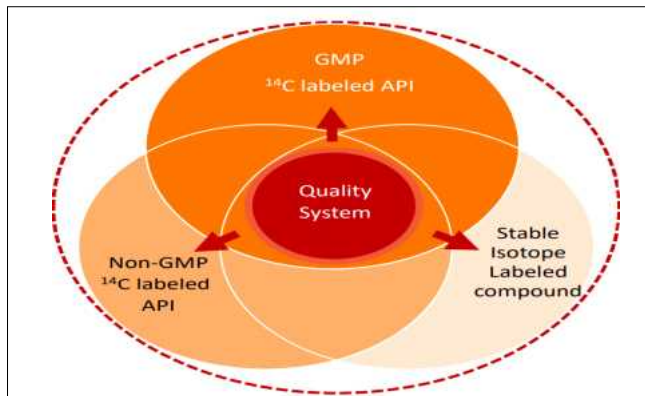 GMP
¹⁴C labeled API
Quality
System
Non-GMP
¹⁴C labeled
API
Stable
Isotope
Labeled
compound